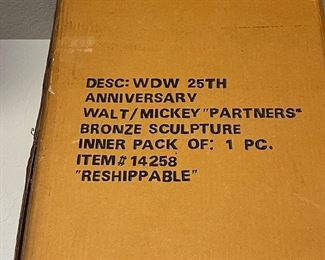 DESC: WDW 25TH
ANNIVERSARY
WALT/MICKEY "PARTNERS"
BRONZE SCULPTURE
INNER PACK OF: 1 PC.
ITEM# 14258
"RESHIPPABLE"